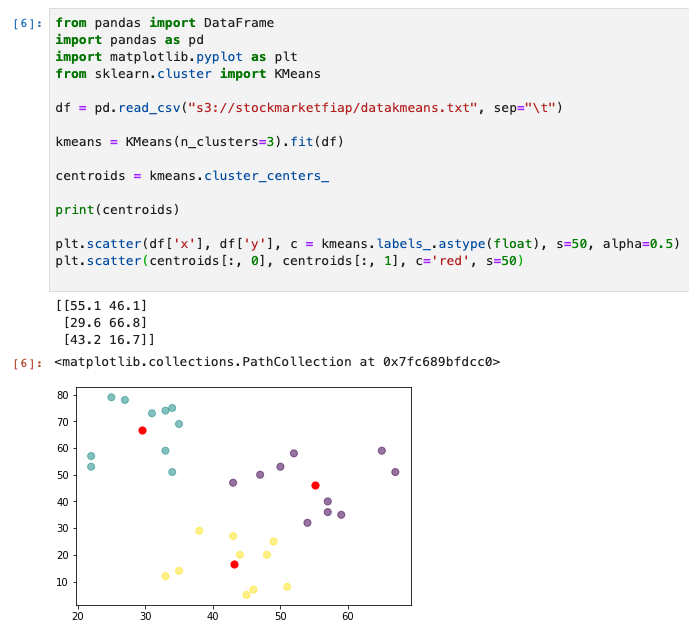 [6]: from pandas import DataFrame
import pandas as pd
import matplotlib.pyplot as plt
from sklearn.cluster import KMeans
df = pd.read_csv("s3://stockmarketfiap/datakmeans.txt", sep="\t")
kmeans = KMeans(n_clusters=3).fit(df)
centroids = kmeans.cluster_centers_
print(centroids)
plt.scatter(df['x'], df['y'], c = kmeans.labels_.astype(float), s=50, alpha=0.5)
plt.scatter(centroids[:, 0], centroids[:, 1], c='red', s=50)
[[55.1 46.1]
[29.6 66.8]
[43.2 16.7]]
[6]: <matplotlib.collections.PathCollection at 0x7fc689bfdcc0>
80
70
60
50
40
30
20
10
20 30 40 50 60